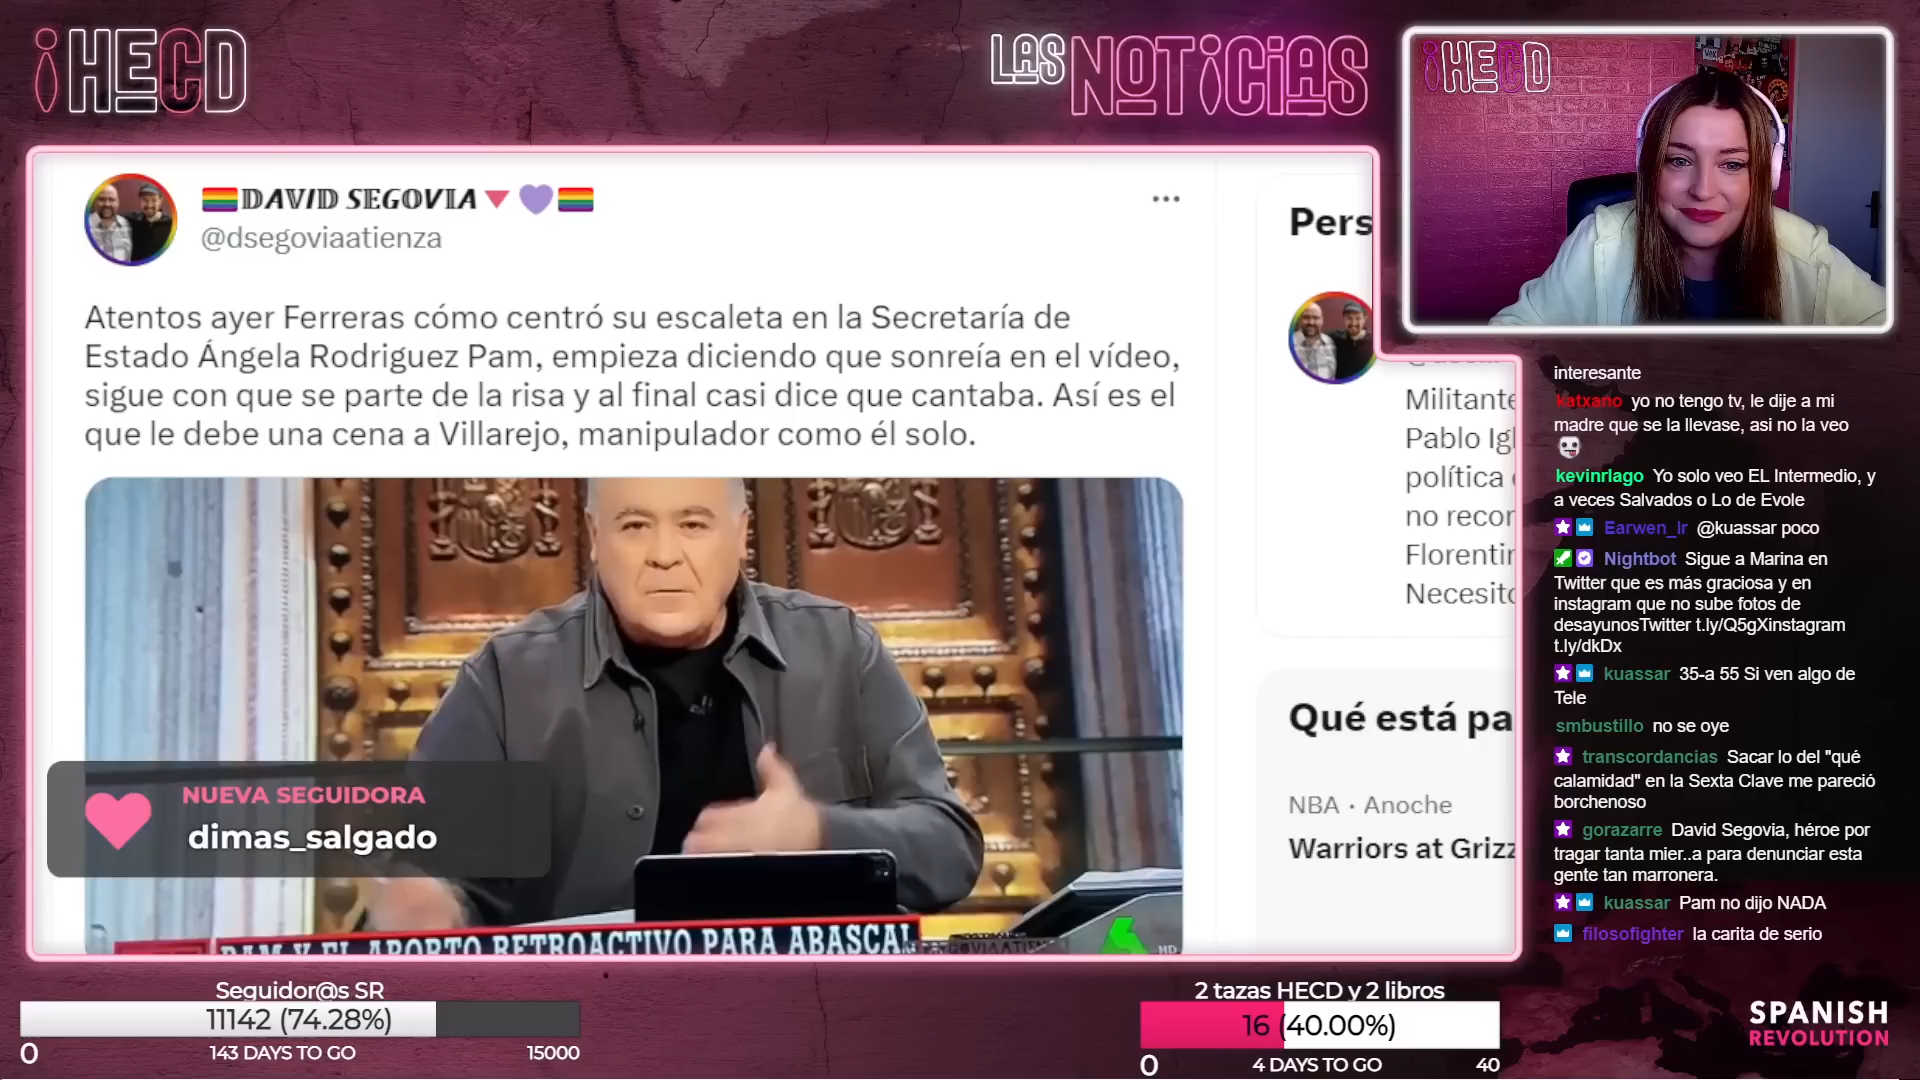 ¡HECD
LAS NOTICIAS
¡HECD
DAVID SEGOVIA
@dsegoviaatienza
Atentos ayer Ferreras cómo centró su escaleta en la Secretaría de
Estado Ángela Rodriguez Pam, empieza diciendo que sonreía en el vídeo,
sigue con que se parte de la risa y al final casi dice que cantaba. Así es el
que le debe una cena a Villarejo, manipulador como él solo.
PAM Y EL ABORTO RETROACTIVO PARA ABASCAL
HD
NUEVA SEGUIDORA
dimas_salgado
Pers
Militante
Pablo Igl
política
no recor
Florentin
Necesito
Qué está pa
NBA · Anoche
Warriors at Grizz
interesante
katxano yo no tengo tv, le dije a mi
madre que se la llevase, asi no la veo
kevinrlago Yo solo veo EL Intermedio, y
a veces Salvados o Lo de Evole
Earwen_lr @kuassar poco
Nightbot Sigue a Marina en
Twitter que es más graciosa y en
instagram que no sube fotos de
desayunosTwitter t.ly/Q5gXinstagram
t.ly/dkDx
kuassar 35-a 55 Si ven algo de
Tele
smbustillo no se oye
transcordancias Sacar lo del "qué
calamidad" en la Sexta Clave me pareció
borchenoso
gorazarre David Segovia, héroe por
tragar tanta mier..a para denunciar esta
gente tan marronera.
kuassar Pam no dijo NADA
filosofighter la carita de serio
Seguidor@s SR
11142 (74.28%)
0 143 DAYS TO GO 15000
2 tazas HECD y 2 libros
16 (40.00%)
0 4 DAYS TO GO 40
SPANISH
REVOLUTION